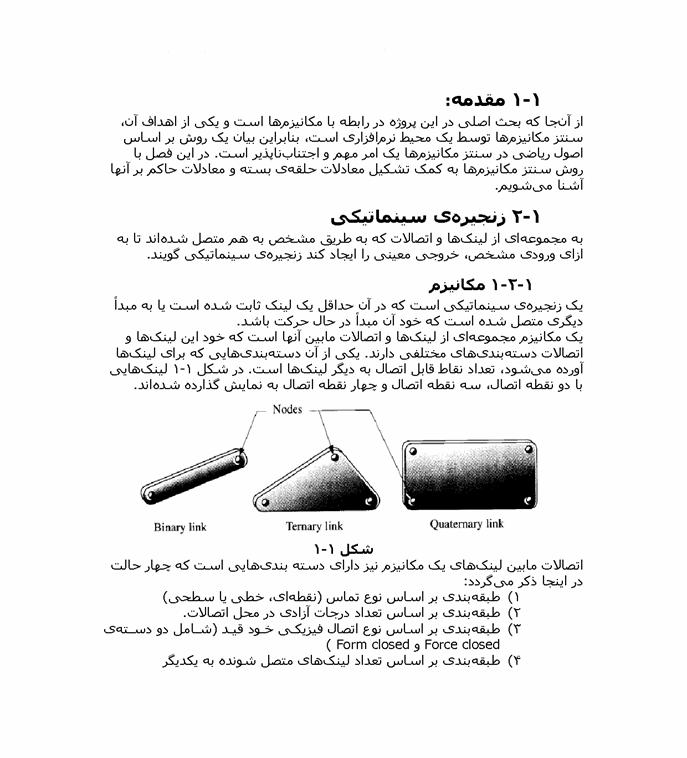 ۱-۱ مقدمه:
از آن‌جا که بحث اصلی در این پروژه در رابطه با مکانیزم‌ها است و یکی از اهداف آن،
سنتز مکانیزم‌ها توسط یک محیط نرم‌افزاری است، بنابراین بیان یک روش بر اساس
اصول ریاضی در سنتز مکانیزم‌ها یک امر مهم و اجتناب‌ناپذیر است. در این فصل با
روش سنتز مکانیزم‌ها به کمک تشکیل معادلات حلقه‌ی بسته و معادلات حاکم بر آنها
آشنا می‌شویم.
۱-۲ زنجیره‌ی سینماتیکی
به مجموعه‌ای از لینک‌ها و اتصالات که به طریق مشخص به هم متصل شده‌اند تا به
ازای ورودی مشخص، خروجی معینی را ایجاد کند زنجیره‌ی سینماتیکی گویند.
۱-۲-۱ مکانیزم
یک زنجیره‌ی سینماتیکی است که در آن حداقل یک لینک ثابت شده است یا به مبدأ
دیگری متصل شده است که خود آن مبدأ در حال حرکت باشد.
یک مکانیزم مجموعه‌ای از لینک‌ها و اتصالات مابین آنها است که خود این لینک‌ها و
اتصالات دسته‌بندی‌های مختلفی دارند. یکی از آن دسته‌بندی‌هایی که برای لینک‌ها
آورده می‌شود، تعداد نقاط قابل اتصال به دیگر لینک‌ها است. در شکل ۱-۱ لینک‌هایی
با دو نقطه اتصال، سه نقطه اتصال و چهار نقطه اتصال به نمایش گذارده شده‌اند.
Nodes
Binary link
Ternary link
Quaternary link
شکل ۱-۱
اتصالات مابین لینک‌های یک مکانیزم نیز دارای دسته بندی‌هایی است که چهار حالت
در اینجا ذکر می‌گردد:
۱) طبقه‌بندی بر اساس نوع تماس (نقطه‌ای، خطی یا سطحی)
۲) طبقه‌بندی بر اساس تعداد درجات آزادی در محل اتصالات.
۳) طبقه‌بندی بر اساس نوع اتصال فیزیکی خود قید (شامل دو دسته‌ی
Force closed و Form closed )
۴) طبقه‌بندی بر اساس تعداد لینک‌های متصل شونده به یکدیگر